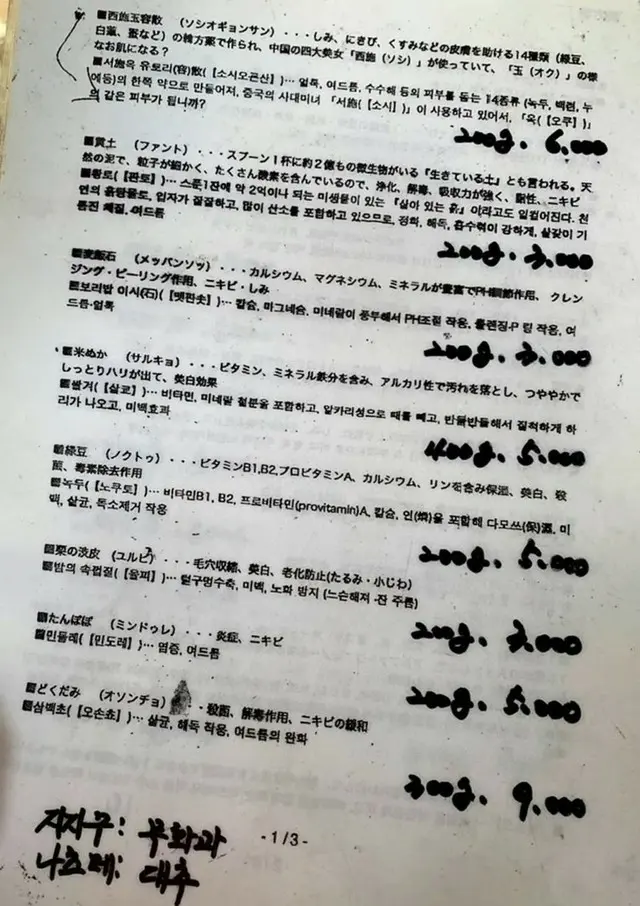 ■西施玉容散　（ソシオギョンサン）・・・しみ、にきび、くすみなどの皮膚を助ける14種類（緑豆、
白蓮、蚕など）の韓方薬で作られ、中国の四大美女「西施（ソシ）」が使っていて、「玉（オク）」の様
なお肌になる？
■서施옥 유토리(容)散(【소시오곤산】)… 얼룩, 여드름, 수수해 등의 피부를 돕는 14종류 (녹두, 백련, 누
에등)의 한쪽 약으로 만들어져, 중국의 사대미녀 「서施(【소시】)」이 사용하고 있어서, 「옥(【오쿠】)」
의 같은 피부가 됩니까?
200g. 6.000
■黄土　（ファント）・・・スプーン1杯に約2億もの微生物がいる『生きている土』とも言われる。天
然の泥で、粒子が細かく、たくさん酸素を含んでいるので、浄化、解毒、吸収力が強く、酸性、ニキビ
■황토(【판토】)… 스푼1잔에 약 2억이나 되는 미생물이 있는 『살아 있는 흙』이라고도 일컬어진다. 천
연의 흙탕물로, 입자가 잘잘하고, 많이 산소를 포함하고 있으므로, 정화, 해독, 흡수력이 강하게, 살갗이 기
름진 체질, 여드름
200g. 3.000
■麦飯石　（メッパンソッ）・・・カルシウム、マグネシウム、ミネラルが豊富でPH調節作用、クレン
ジング・ピーリング作用、ニキビ・しみ
■보리밥 이시(石)(【멧판솟】)… 칼슘, 마그네슘, 미네랄이 풍부해서 PH조절 작용, 클렌징-P 링 작용, 여
드름-얼룩
200g. 3.000
■米ぬか　（サルキョ）・・・ビタミン、ミネラル鉄分を含み、アルカリ性で汚れを落とし、つややかで
しっとりハリが出て、美白効果
■쌀겨(【살쿄】)… 비타민, 미네랄 철분을 포함하고, 알카리성으로 때를 빼고, 반들반들해서 질척하게 하
리가 나오고, 미백효과
400g. 5.000
■緑豆　（ノクトゥ）・・・ビタミンB1,B2,プロビタミンA、カルシウム、リンを含み保湿、美白、殺
菌、毒素除去作用
■녹두(【노쿠토】)… 비타민B1, B2, 프로비타민(provitamin)A, 칼슘, 인(燐)을 포함해 다모쓰(保)濕, 미
백, 살균, 독소제거 작용
200g. 5.000
■栗の渋皮　（ユルピ）・・・毛穴収縮、美白、老化防止(たるみ・小じわ)
■밤의 속껍질(【율피】)… 털구멍수축, 미백, 노화 방지 (느슨해져 -잔 주름)
200g. 3.000
■たんぽぽ　（ミンドゥレ）・・・炎症、ニキビ
■민들레(【민도레】)… 염증, 여드름
200g. 5.000
■どくだみ　（オソンチョ）・殺菌、解毒作用、ニキビの緩和
■삼백초(【오손쵸】)… 살균, 해독 작용, 여드름의 완화
300g. 9.000
지자구: 무화과
나츠메: 대추
-1/3-